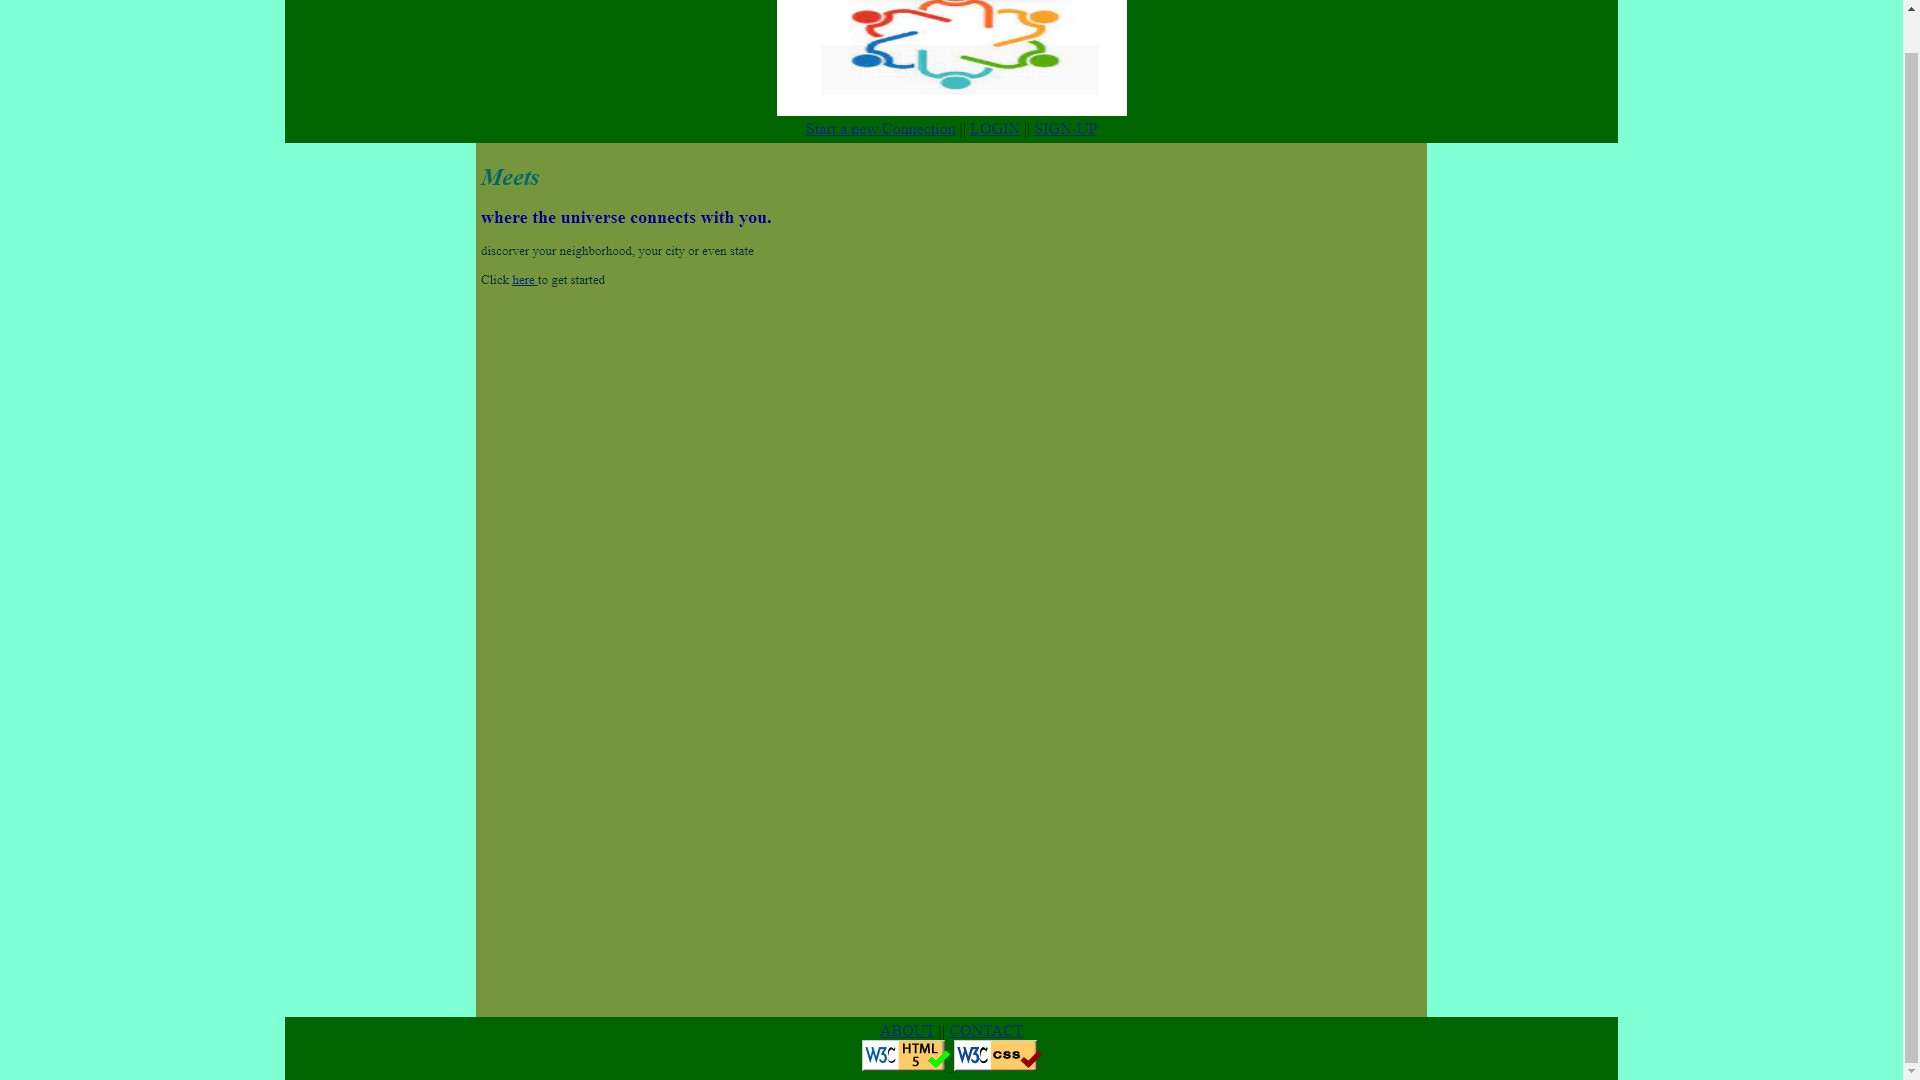 Start a new Connection || LOGIN || SIGN-UP
Meets
where the universe connects with you.
discorver your neighborhood, your city or even state
Click here to get started
ABOUT || CONTACT
W3C HTML 5 W3C css